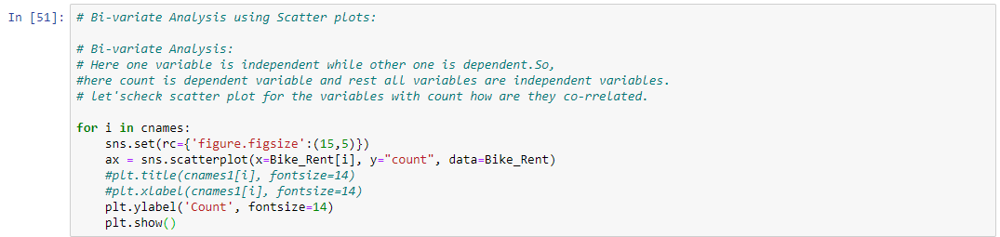 In [51]: # Bi-variate Analysis using Scatter plots:
# Bi-variate Analysis:
# Here one variable is independent while other one is dependent.So,
#here count is dependent variable and rest all variables are independent variables.
# let'scheck scatter plot for the variables with count how are they co-rrelated.
for i in cnames:
    sns.set(rc={'figure.figsize':(15,5)})
    ax = sns.scatterplot(x=Bike_Rent[i], y="count", data=Bike_Rent)
    #plt.title(cnames1[i], fontsize=14)
    #plt.xlabel(cnames1[i], fontsize=14)
    plt.ylabel('Count', fontsize=14)
    plt.show()